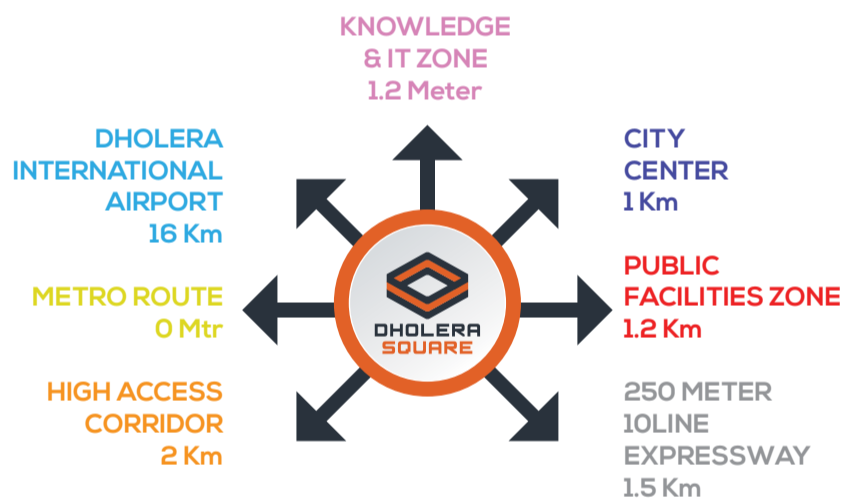 KNOWLEDGE
& IT ZONE
1.2 Meter
DHOLERA
INTERNATIONAL
AIRPORT
16 Km
CITY
CENTER
1 Km
METRO ROUTE
0 Mtr
DHOLERA
SQUARE
PUBLIC
FACILITIES ZONE
1.2 Km
HIGH ACCESS
CORRIDOR
2 Km
250 METER
10LINE
EXPRESSWAY
1.5 Km